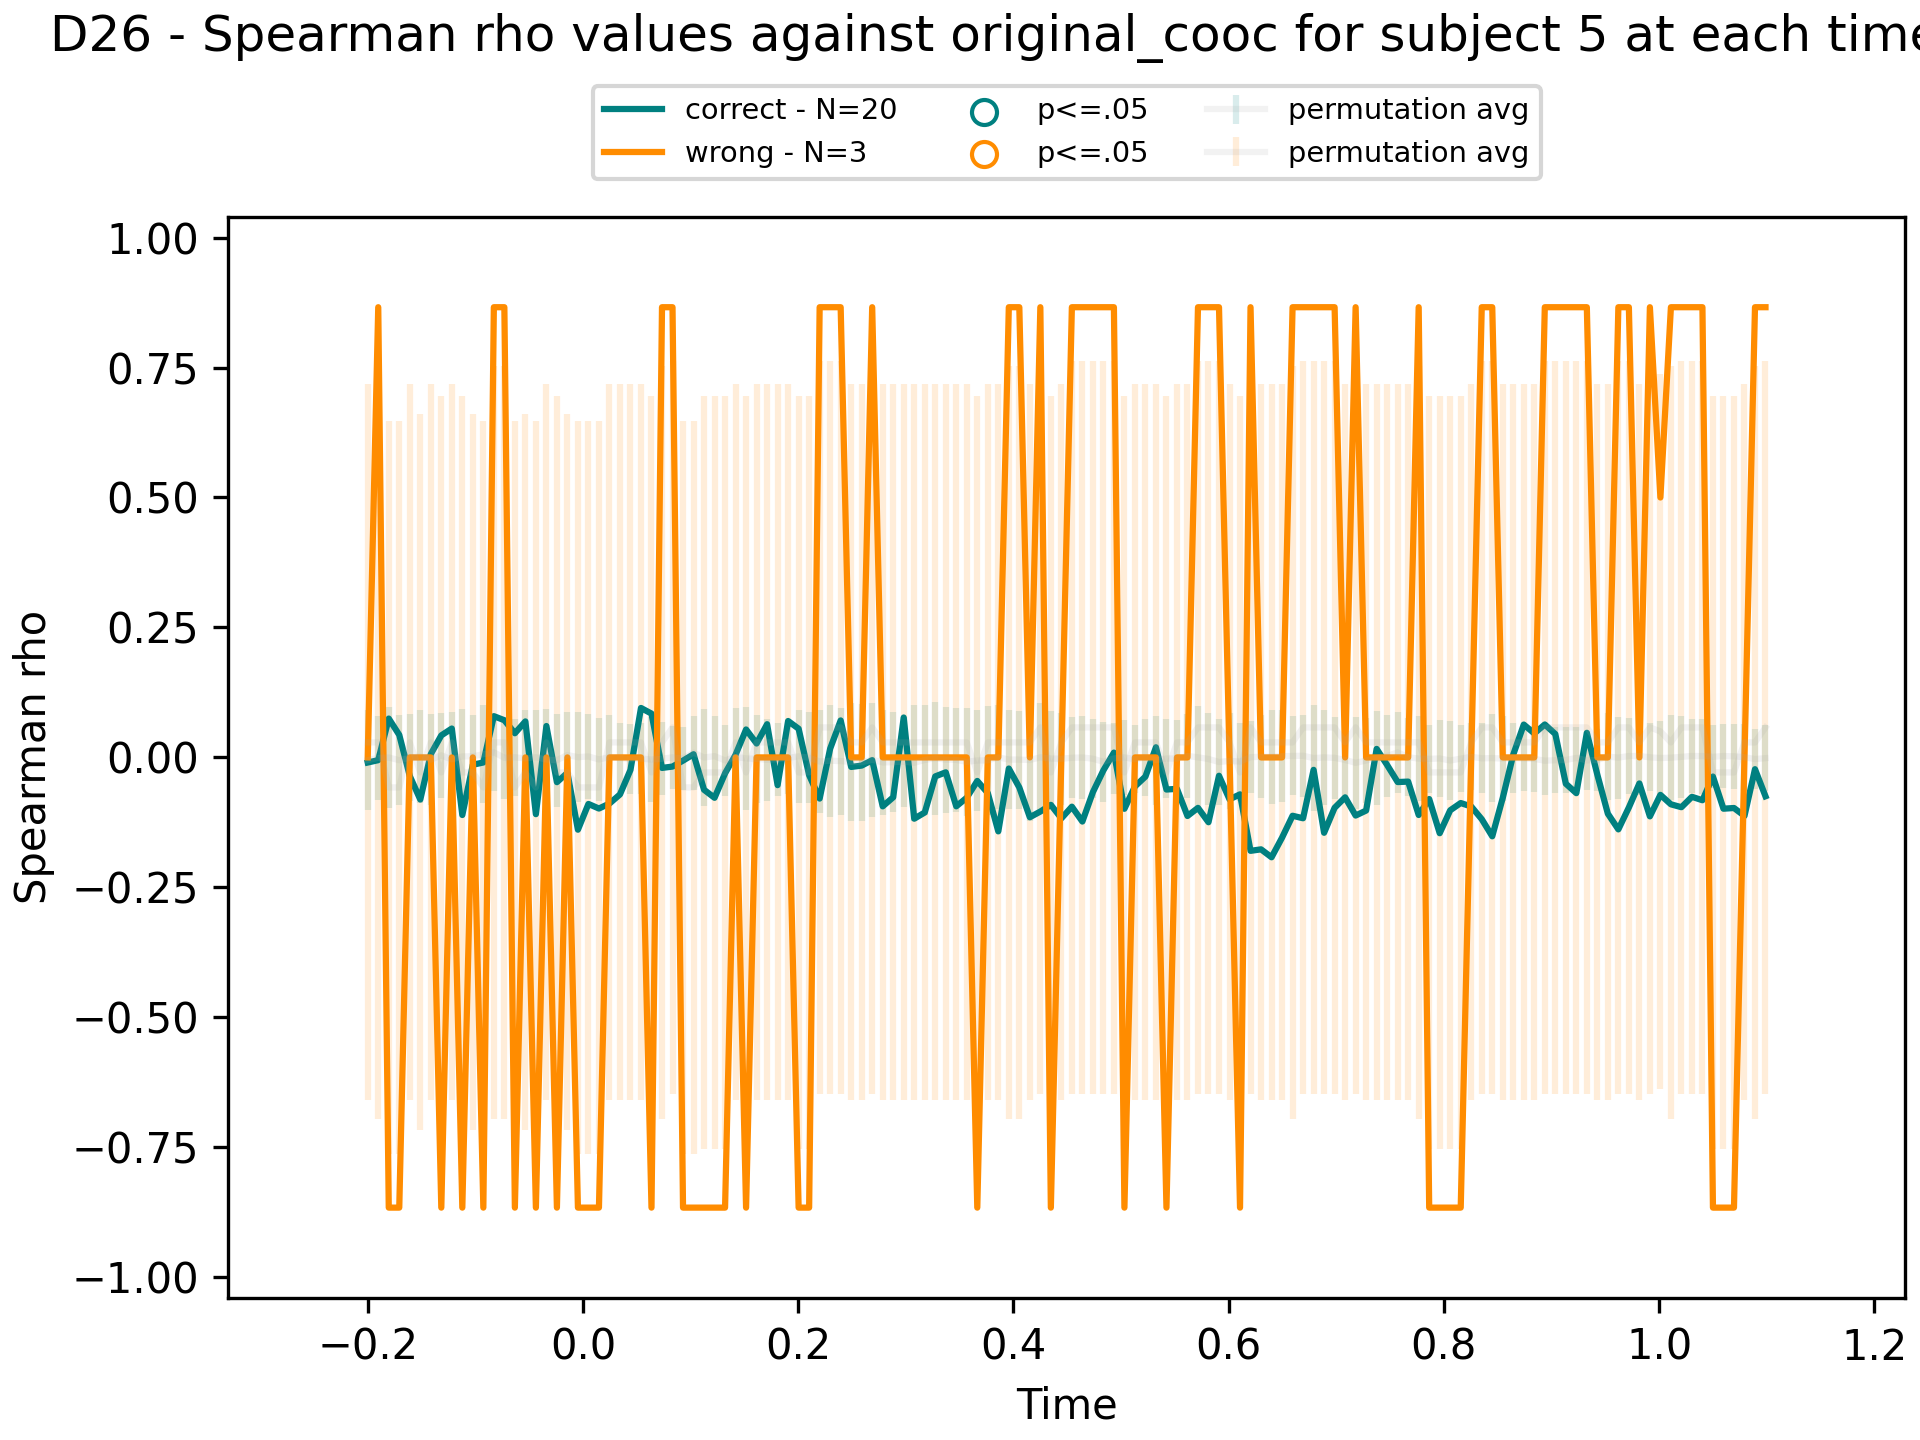 D26 - Spearman rho values against original_cooc for subject 5 at each time
correct - N=20 p<=.05 permutation avg
wrong - N=3 p<=.05 permutation avg
1.00
0.75
0.50
0.25
0.00
−0.25
−0.50
−0.75
−1.00
Spearman rho
−0.2 0.0 0.2 0.4 0.6 0.8 1.0 1.2
Time